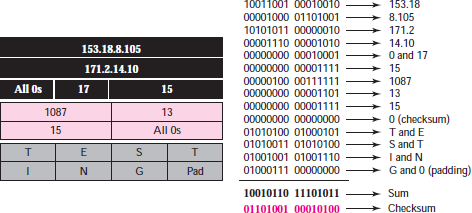 153.18.8.105
171.2.14.10
All 0s 17 15
1087 13
15 All 0s
T E S T
I N G Pad
10011001 00010010 153.18
00001000 01101001 8.105
10101011 00000010 171.2
00001110 00001010 14.10
00000000 00010001 0 and 17
00000000 00001111 15
00000100 00111111 1087
00000000 00001101 13
00000000 00001111 15
00000000 00000000 0 (checksum)
01010100 01000101 T and E
01010011 01010100 S and T
01001001 01001110 I and N
01000111 00000000 G and 0 (padding)
10010110 11101011 Sum
01101001 00010100 Checksum